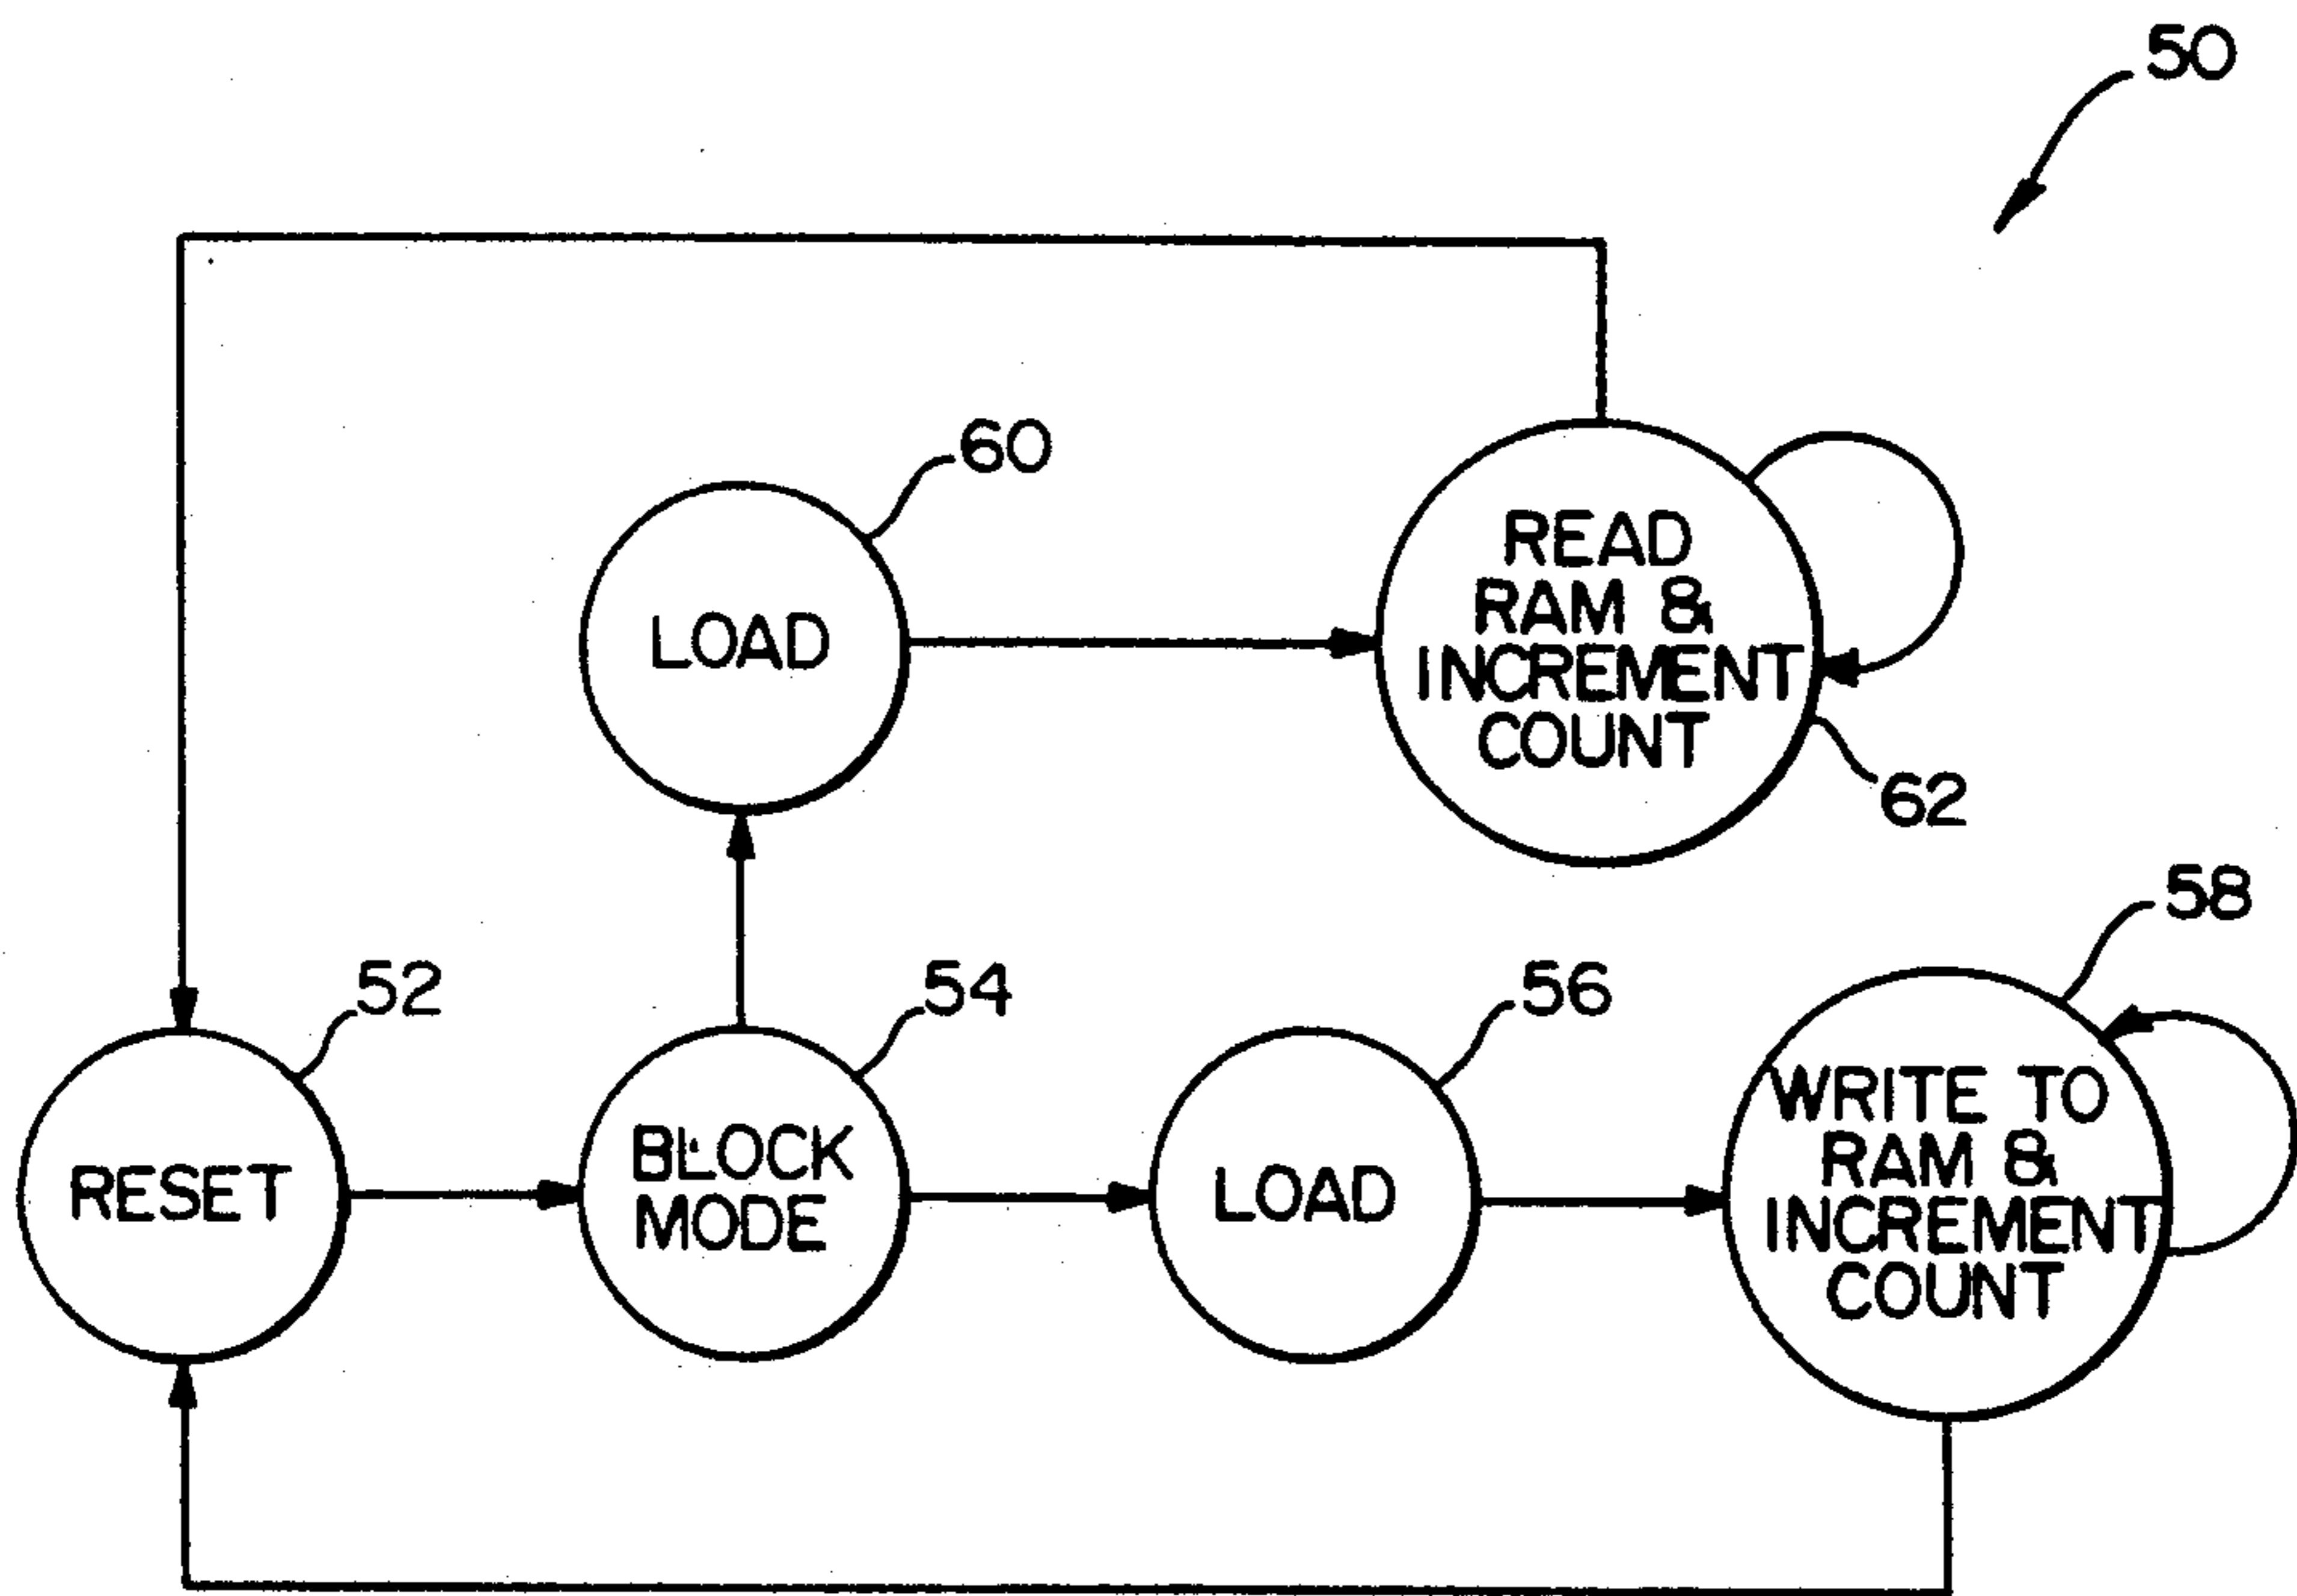 50
60
LOAD
READ
RAM &
INCREMENT
COUNT
62
58
52
54
56
RESET
BLOCK
MODE
LOAD
WRITE TO
RAM &
INCREMENT
COUNT